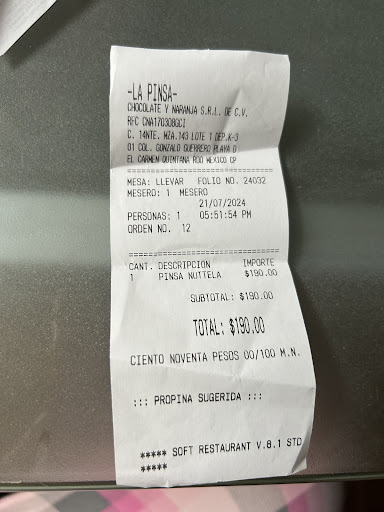 -LA PINSA-
CHOCOLATE Y NARANJA S.R.L. DE C.V.
RFC CNA170308GCI
C. 14NTE. MZA.143 LOTE 1 DEP.K-3
01 COL. GONZALO GUERRERO PLAYA D
EL CARMEN QUINTANA ROO MEXICO CP
MESA: LLEVAR FOLIO NO. 24032
MESERO: 1 MESERO
21/07/2024
PERSONAS: 1 05:51:54 PM
ORDEN NO. 12
CANT. DESCRIPCION IMPORTE
1 PINSA NUTTELA $190.00
SUBTOTAL: $190.00
TOTAL: $190.00
CIENTO NOVENTA PESOS 00/100 M.N.
::: PROPINA SUGERIDA :::
***** SOFT RESTAURANT V.8.1 STD
*****